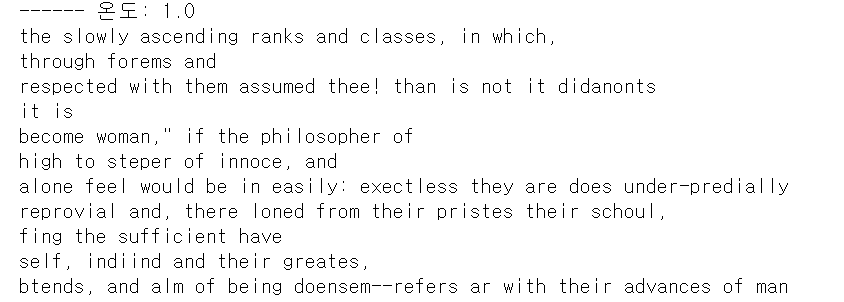 ------ 온도: 1.0
the slowly ascending ranks and classes, in which,
through forems and
respected with them assumed thee! than is not it didanonts
it is
become woman," if the philosopher of
high to steper of innoce, and
alone feel would be in easily: exectless they are does under-predially
reprovial and, there loned from their pristes their schoul,
fing the sufficient have
self, indiind and their greates,
btends, and alm of being doensem--refers ar with their advances of man